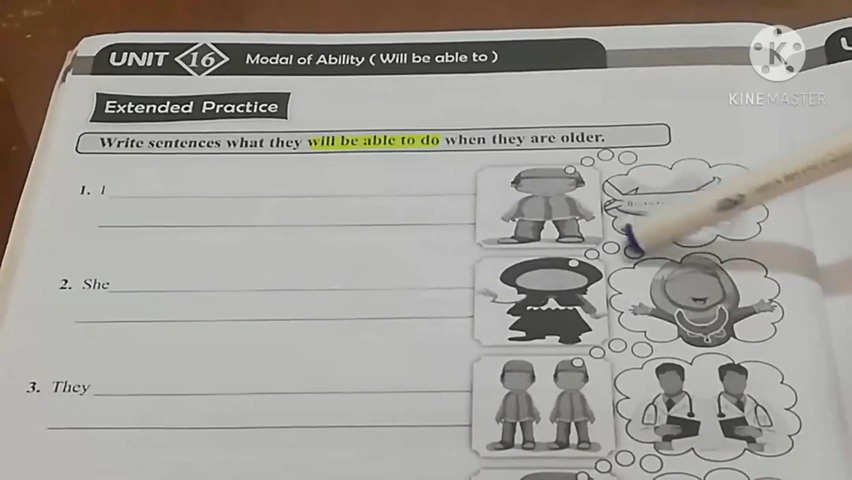 UNIT 16 Modal of Ability ( Will be able to )
K
KINEMASTER
Extended Practice
Write sentences what they will be able to do when they are older.
1. I
2. She
3. They